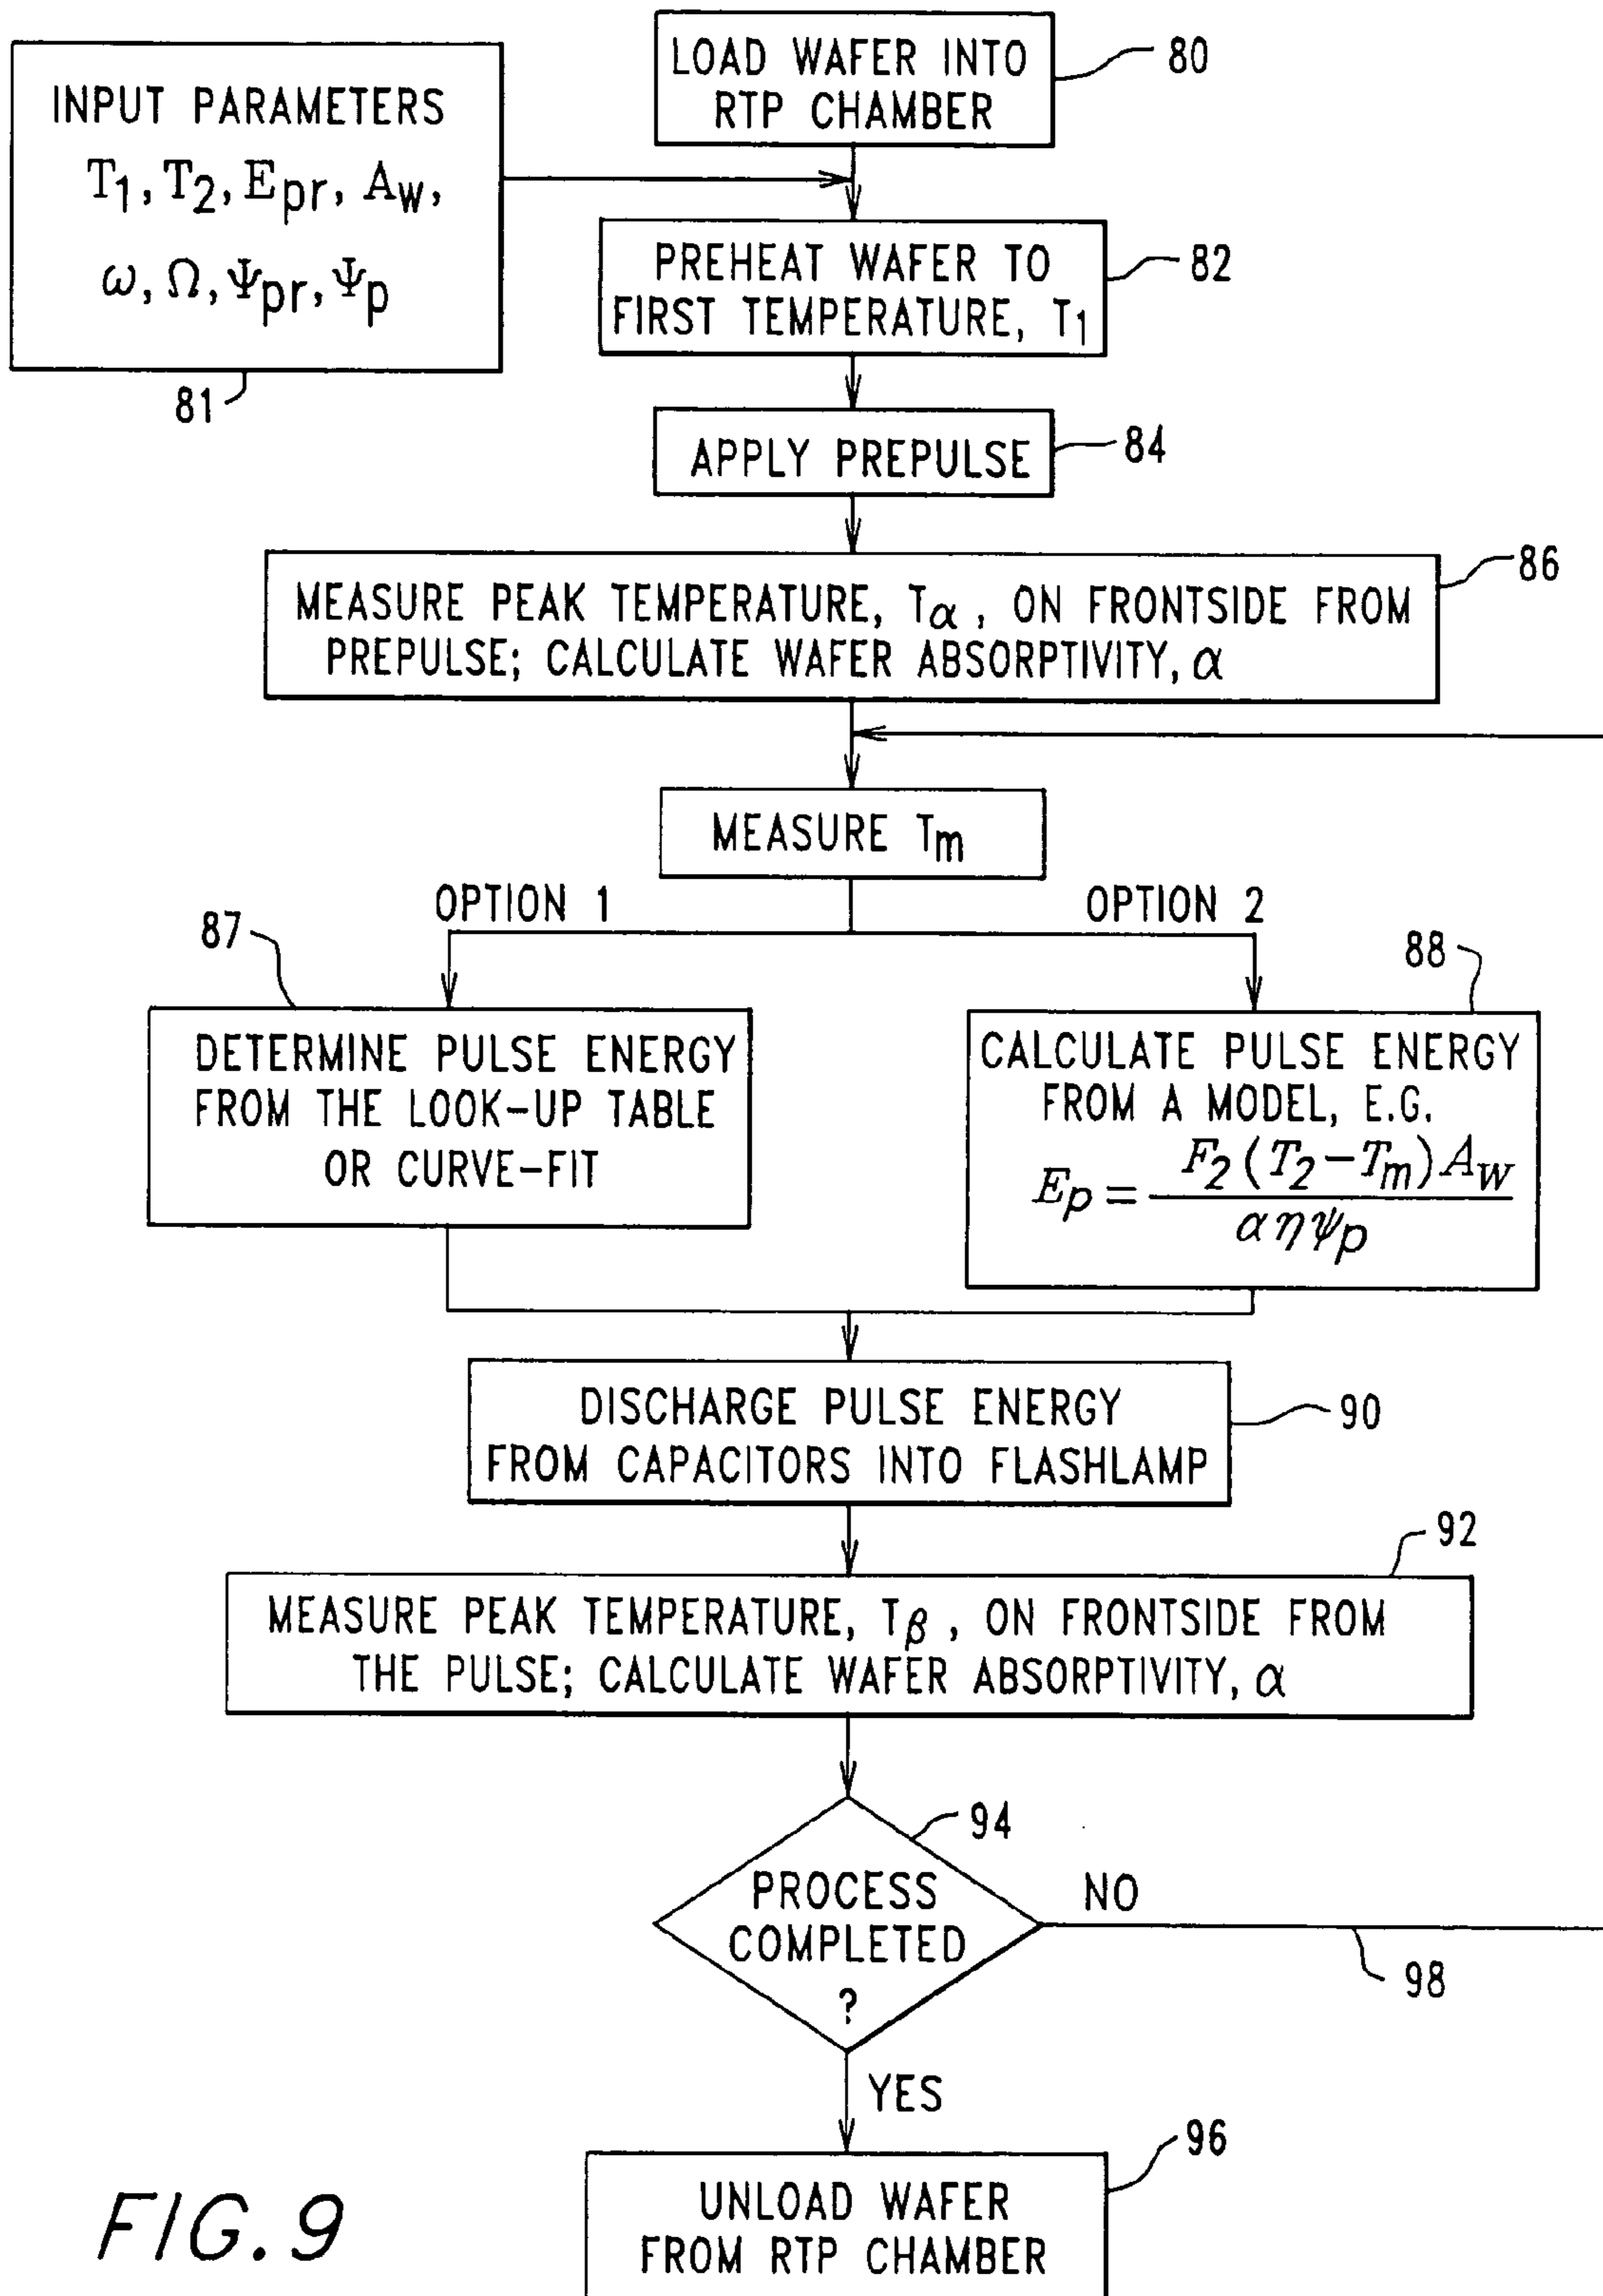 LOAD WAFER INTO
RTP CHAMBER
80
INPUT PARAMETERS
T1, T2, Epr, Aw,
ω, Ω, Ψpr, Ψp
81
PREHEAT WAFER TO
FIRST TEMPERATURE, T1
82
APPLY PREPULSE
84
MEASURE PEAK TEMPERATURE, Tα, ON FRONTSIDE FROM
PREPULSE; CALCULATE WAFER ABSORPTIVITY, α
86
MEASURE Tm
OPTION 1
OPTION 2
87
DETERMINE PULSE ENERGY
FROM THE LOOK-UP TABLE
OR CURVE-FIT
88
CALCULATE PULSE ENERGY
FROM A MODEL, E.G.
Ep = F2 (T2-Tm) Aw / α η ψp
DISCHARGE PULSE ENERGY
FROM CAPACITORS INTO FLASHLAMP
90
92
MEASURE PEAK TEMPERATURE, Tβ, ON FRONTSIDE FROM
THE PULSE; CALCULATE WAFER ABSORPTIVITY, α
94
PROCESS
COMPLETED
?
NO
98
YES
96
UNLOAD WAFER
FROM RTP CHAMBER
FIG. 9